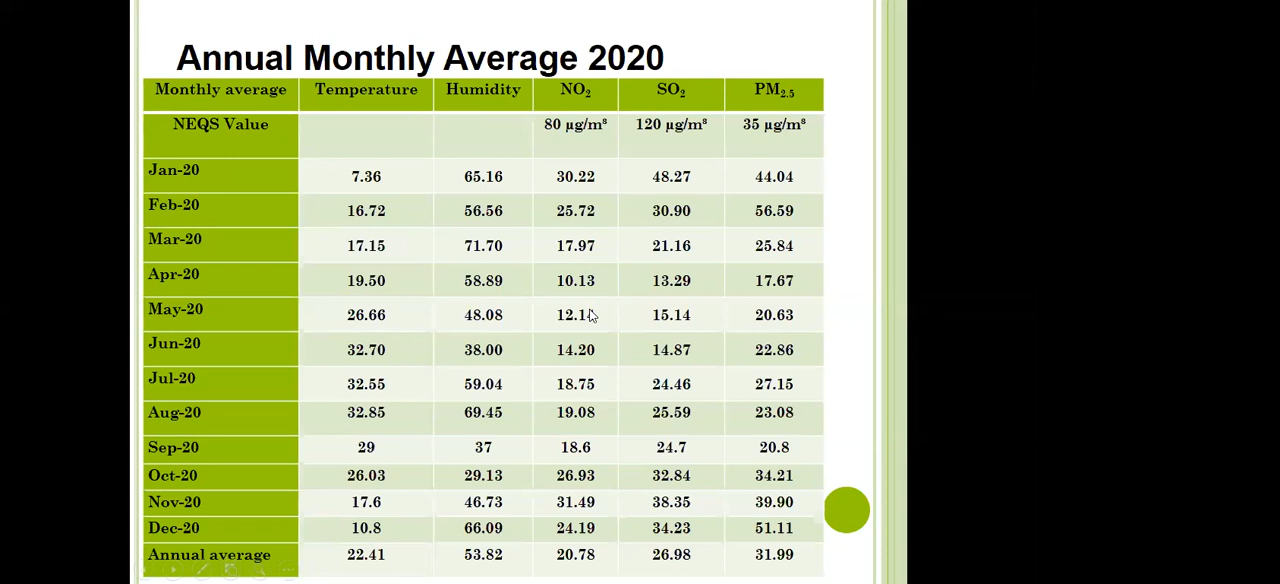 Annual Monthly Average 2020
Monthly average Temperature Humidity NO₂ SO₂ PM₂.₅
NEQS Value 80 µg/m³ 120 µg/m³ 35 µg/m³
Jan-20 7.36 65.16 30.22 48.27 44.04
Feb-20 16.72 56.56 25.72 30.90 56.59
Mar-20 17.15 71.70 17.97 21.16 25.84
Apr-20 19.50 58.89 10.13 13.29 17.67
May-20 26.66 48.08 15.14 20.63
Jun-20 32.70 38.00 14.20 14.87 22.86
Jul-20 32.55 59.04 18.75 24.46 27.15
Aug-20 32.85 69.45 19.08 25.59 23.08
Sep-20 29 37 18.6 24.7 20.8
Oct-20 26.03 29.13 26.93 32.84 34.21
Nov-20 17.6 46.73 31.49 38.35 39.90
Dec-20 10.8 66.09 24.19 34.23 51.11
Annual average 22.41 53.82 20.78 26.98 31.99